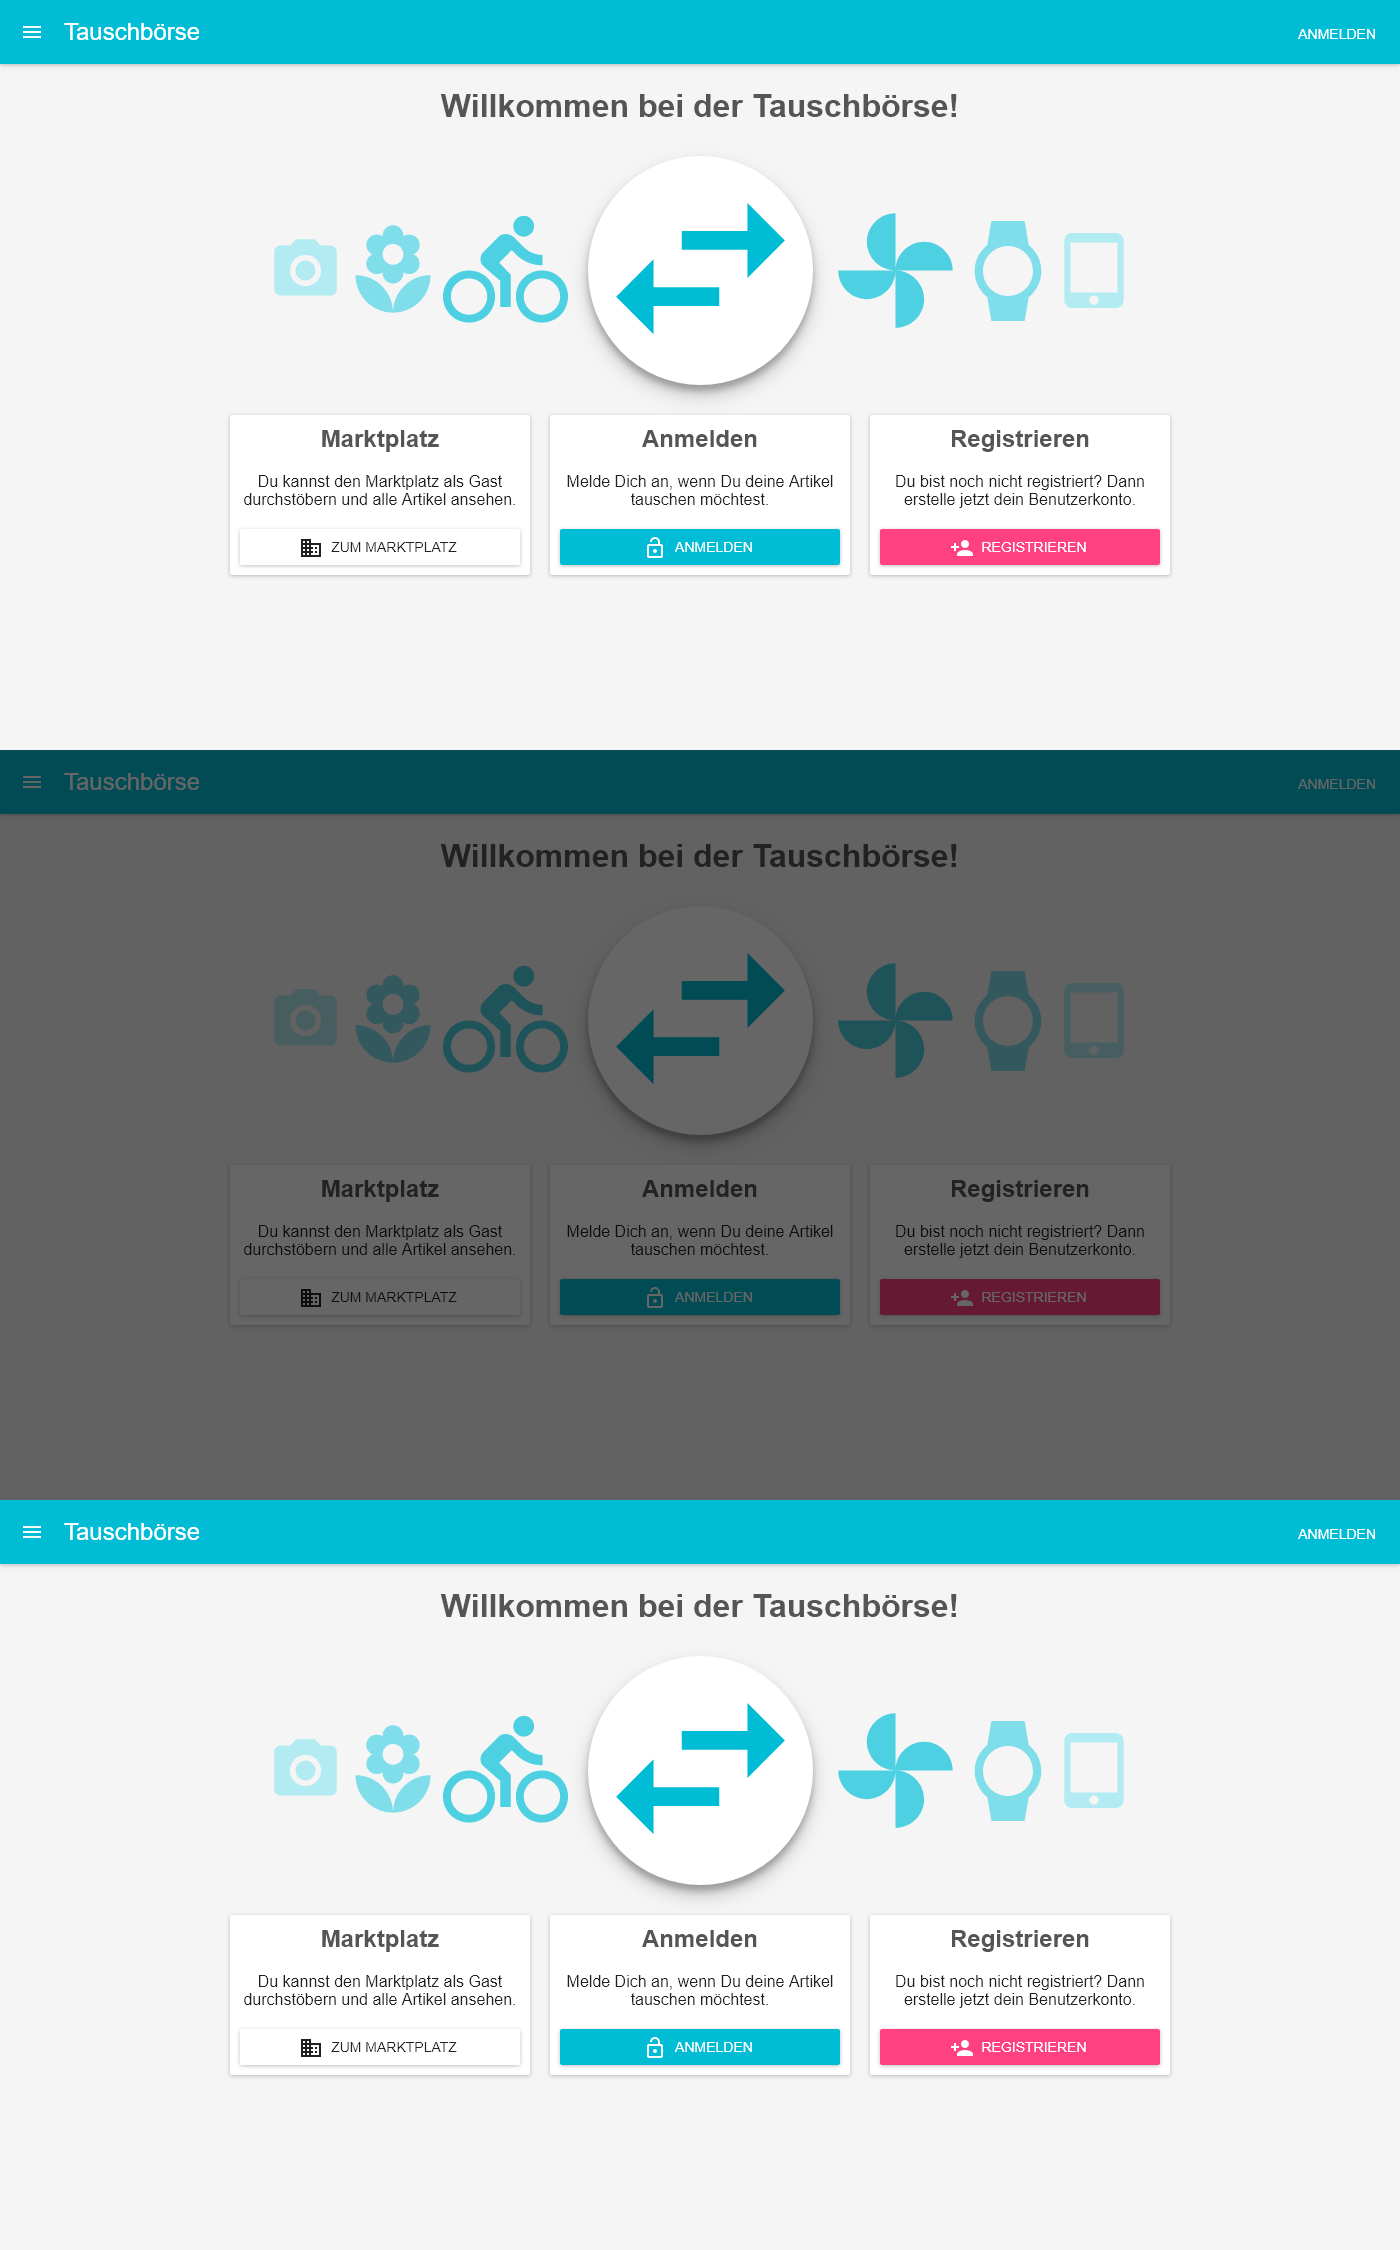 Tauschbörse
ANMELDEN
Willkommen bei der Tauschbörse!
Marktplatz
Du kannst den Marktplatz als Gast
durchstöbern und alle Artikel ansehen.
ZUM MARKTPLATZ
Anmelden
Melde Dich an, wenn Du deine Artikel
tauschen möchtest.
ANMELDEN
Registrieren
Du bist noch nicht registriert? Dann
erstelle jetzt dein Benutzerkonto.
REGISTRIEREN
Tauschbörse
ANMELDEN
Willkommen bei der Tauschbörse!
Marktplatz
Du kannst den Marktplatz als Gast
durchstöbern und alle Artikel ansehen.
ZUM MARKTPLATZ
Anmelden
Melde Dich an, wenn Du deine Artikel
tauschen möchtest.
ANMELDEN
Registrieren
Du bist noch nicht registriert? Dann
erstelle jetzt dein Benutzerkonto.
REGISTRIEREN
Tauschbörse
ANMELDEN
Willkommen bei der Tauschbörse!
Marktplatz
Du kannst den Marktplatz als Gast
durchstöbern und alle Artikel ansehen.
ZUM MARKTPLATZ
Anmelden
Melde Dich an, wenn Du deine Artikel
tauschen möchtest.
ANMELDEN
Registrieren
Du bist noch nicht registriert? Dann
erstelle jetzt dein Benutzerkonto.
REGISTRIEREN